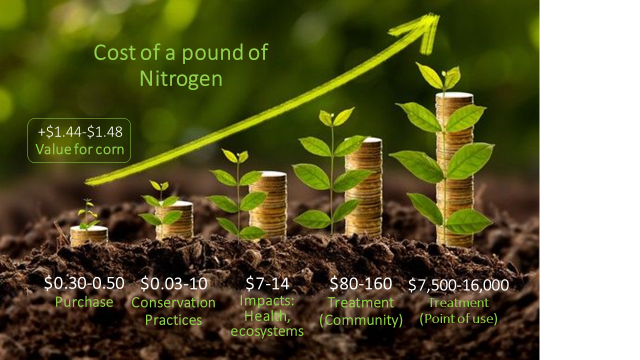 Cost of a pound of
Nitrogen
+$1.44-$1.48
Value for corn
$0.30-0.50
Purchase
$0.03-10
Conservation
Practices
$7-14
Impacts:
Health,
ecosystems
$80-160
Treatment
(Community)
$7,500-16,000
Treatment
(Point of use)